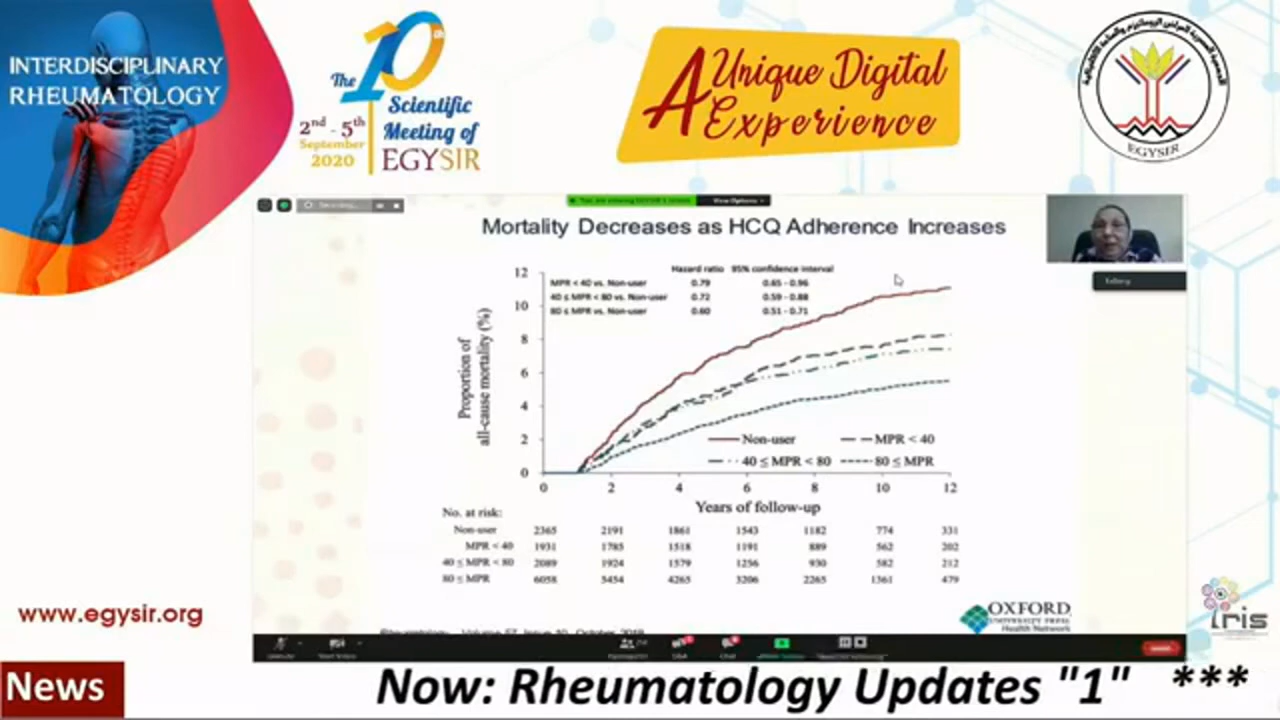 INTERDISCIPLINARY
RHEUMATOLOGY
The 10th
Scientific
Meeting of
EGYSIR
2nd - 5th
September
2020
A Unique Digital
Experience
EGYSIR
View Options
Mortality Decreases as HCQ Adherence Increases
Hazard ratio 95% confidence interval
MPR < 40 vs. Non-user 0.79 0.65 - 0.96
40 ≤ MPR < 80 vs. Non-user 0.72 0.59 - 0.88
80 ≤ MPR vs. Non-user 0.60 0.51 - 0.71
Proportion of
all-cause mortality (%)
12
10
8
6
4
2
0
Non-user MPR < 40
40 ≤ MPR < 80 80 ≤ MPR
0 2 4 6 8 10 12
Years of follow-up
No. at risk:
Non-user 2365 2191 1861 1543 1182 774 331
MPR < 40 1931 1785 1518 1191 889 562 202
40 ≤ MPR < 80 2089 1924 1579 1256 930 582 212
80 ≤ MPR 6058 5454 4265 3206 2265 1361 479
OXFORD
UNIVERSITY PRESS
Health Network
www.egysir.org
iris
News
Now: Rheumatology Updates "1" ***